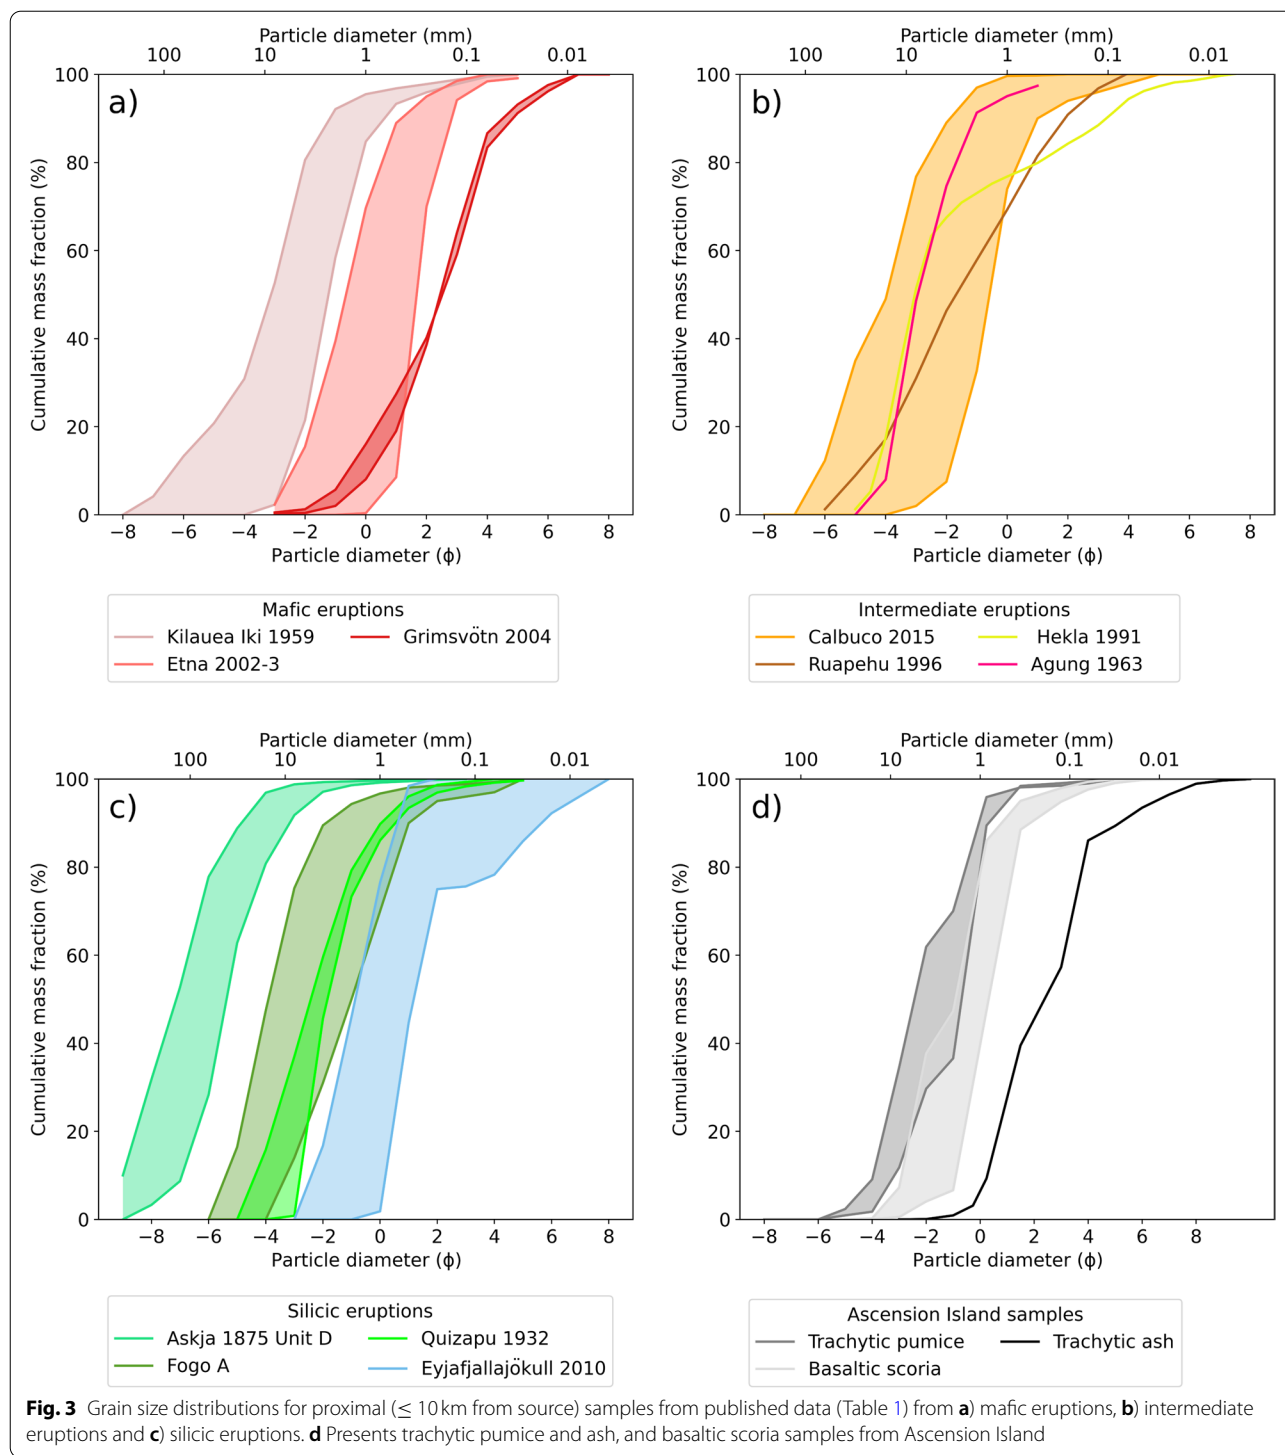 Particle diameter (mm)
100 10 1 0.1 0.01
a)
Cumulative mass fraction (%)
100
80
60
40
20
0
−8 −6 −4 −2 0 2 4 6 8
Particle diameter (ϕ)
Mafic eruptions
Kilauea Iki 1959 Grimsvötn 2004
Etna 2002-3
Particle diameter (mm)
100 10 1 0.1 0.01
b)
Cumulative mass fraction (%)
100
80
60
40
20
0
−8 −6 −4 −2 0 2 4 6 8
Particle diameter (ϕ)
Intermediate eruptions
Calbuco 2015 Hekla 1991
Ruapehu 1996 Agung 1963
Particle diameter (mm)
100 10 1 0.1 0.01
c)
Cumulative mass fraction (%)
100
80
60
40
20
0
−8 −6 −4 −2 0 2 4 6 8
Particle diameter (ϕ)
Silicic eruptions
Askja 1875 Unit D Quizapu 1932
Fogo A Eyjafjallajökull 2010
Particle diameter (mm)
100 10 1 0.1 0.01
d)
Cumulative mass fraction (%)
100
80
60
40
20
0
−8 −6 −4 −2 0 2 4 6 8 10
Particle diameter (ϕ)
Ascension Island samples
Trachytic pumice Trachytic ash
Basaltic scoria
Fig. 3 Grain size distributions for proximal (≤ 10 km from source) samples from published data (Table 1) from a) mafic eruptions, b) intermediate
eruptions and c) silicic eruptions. d Presents trachytic pumice and ash, and basaltic scoria samples from Ascension Island